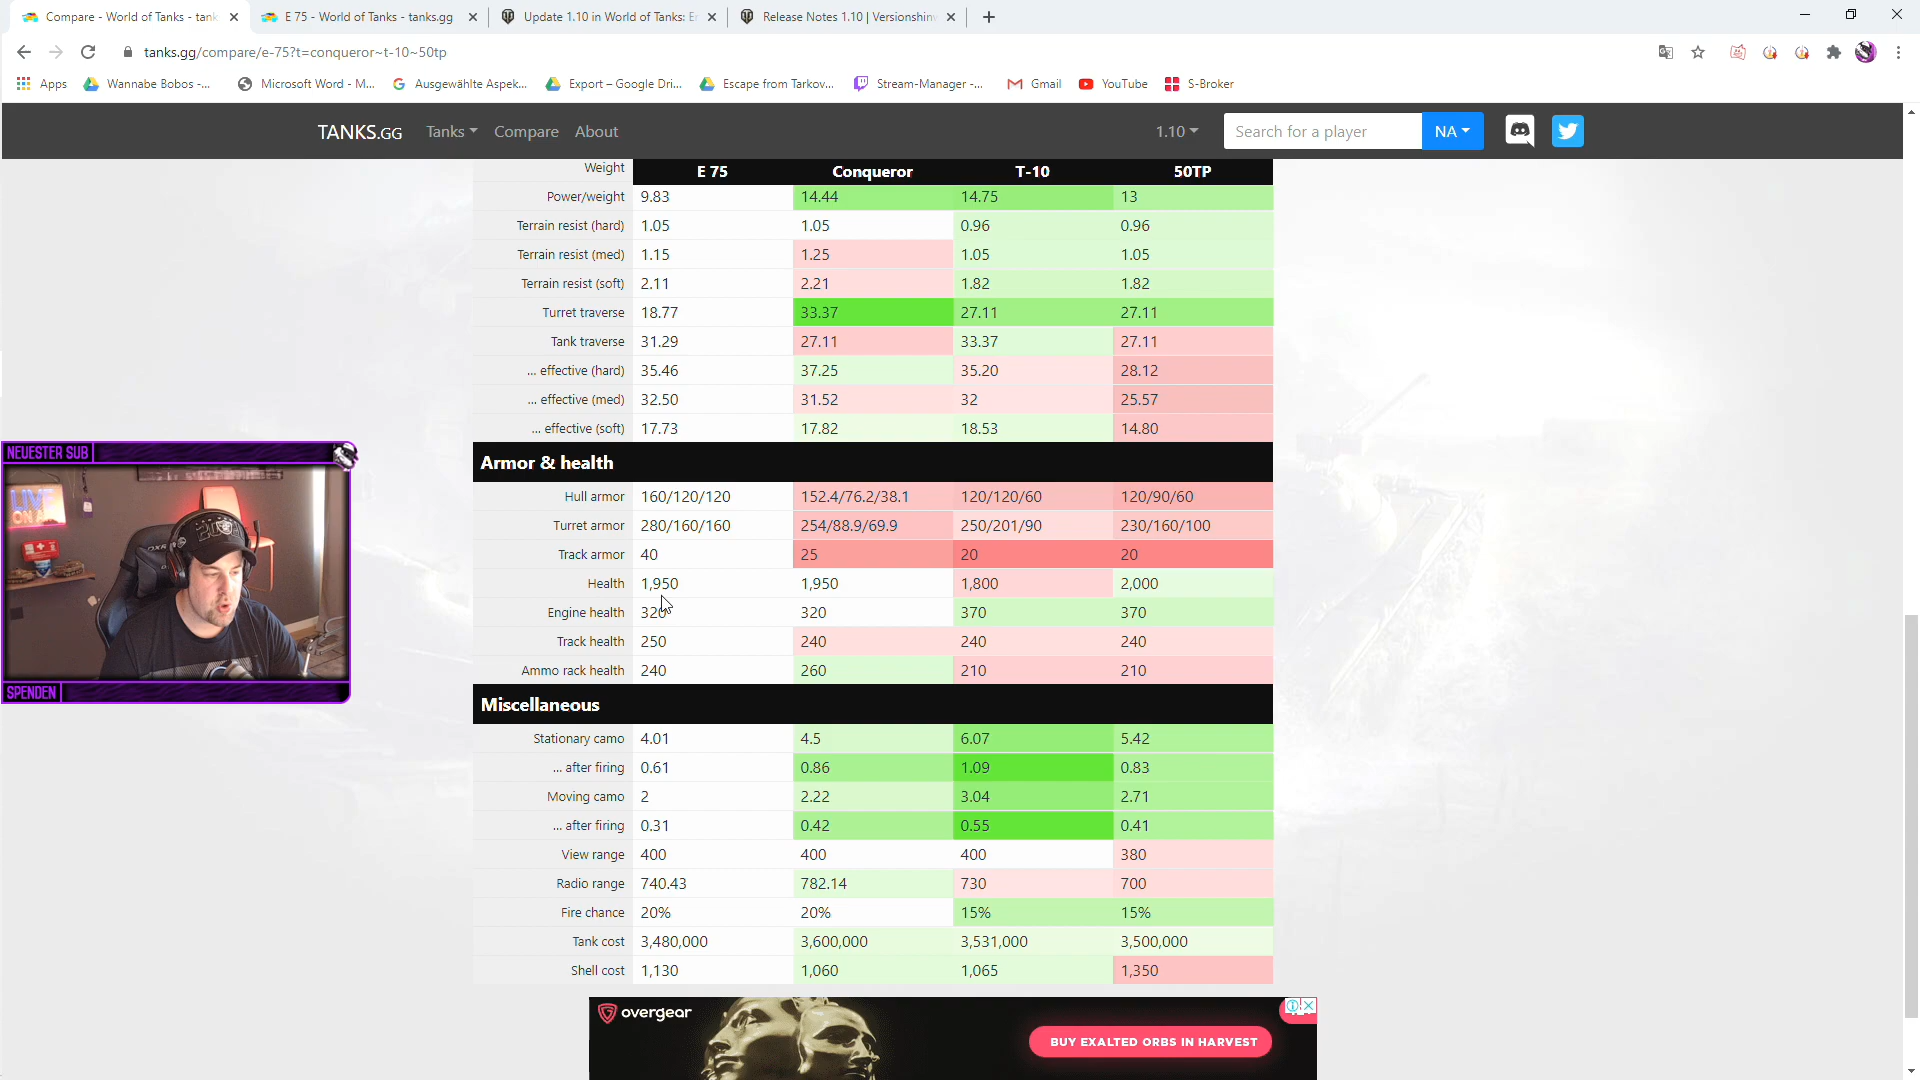 Compare - World of Tanks - tank
E 75 - World of Tanks - tanks.gg
Update 1.10 in World of Tanks: E
Release Notes 1.10 | Versionshin
tanks.gg/compare/e-75?t=conqueror~t-10~50tp
Apps
Wannabe Bobos -...
Microsoft Word - M...
Ausgewählte Aspek...
Export – Google Dri...
Escape from Tarkov...
Stream-Manager -...
Gmail
YouTube
S-Broker
TANKS.GG
Tanks
Compare
About
1.10
Search for a player
NA
Weight E 75 Conqueror T-10 50TP
Power/weight 9.83 14.44 14.75 13
Terrain resist (hard) 1.05 1.05 0.96 0.96
Terrain resist (med) 1.15 1.25 1.05 1.05
Terrain resist (soft) 2.11 2.21 1.82 1.82
Turret traverse 18.77 33.37 27.11 27.11
Tank traverse 31.29 27.11 33.37 27.11
... effective (hard) 35.46 37.25 35.20 28.12
... effective (med) 32.50 31.52 32 25.57
... effective (soft) 17.73 17.82 18.53 14.80
Armor & health
Hull armor 160/120/120 152.4/76.2/38.1 120/120/60 120/90/60
Turret armor 280/160/160 254/88.9/69.9 250/201/90 230/160/100
Track armor 40 25 20 20
Health 1,950 1,950 1,800 2,000
Engine health 320 320 370 370
Track health 250 240 240 240
Ammo rack health 240 260 210 210
Miscellaneous
Stationary camo 4.01 4.5 6.07 5.42
... after firing 0.61 0.86 1.09 0.83
Moving camo 2 2.22 3.04 2.71
... after firing 0.31 0.42 0.55 0.41
View range 400 400 400 380
Radio range 740.43 782.14 730 700
Fire chance 20% 20% 15% 15%
Tank cost 3,480,000 3,600,000 3,531,000 3,500,000
Shell cost 1,130 1,060 1,065 1,350
NEUESTER SUB
LIVE
ON A
SPENDEN
overgear
BUY EXALTED ORBS IN HARVEST